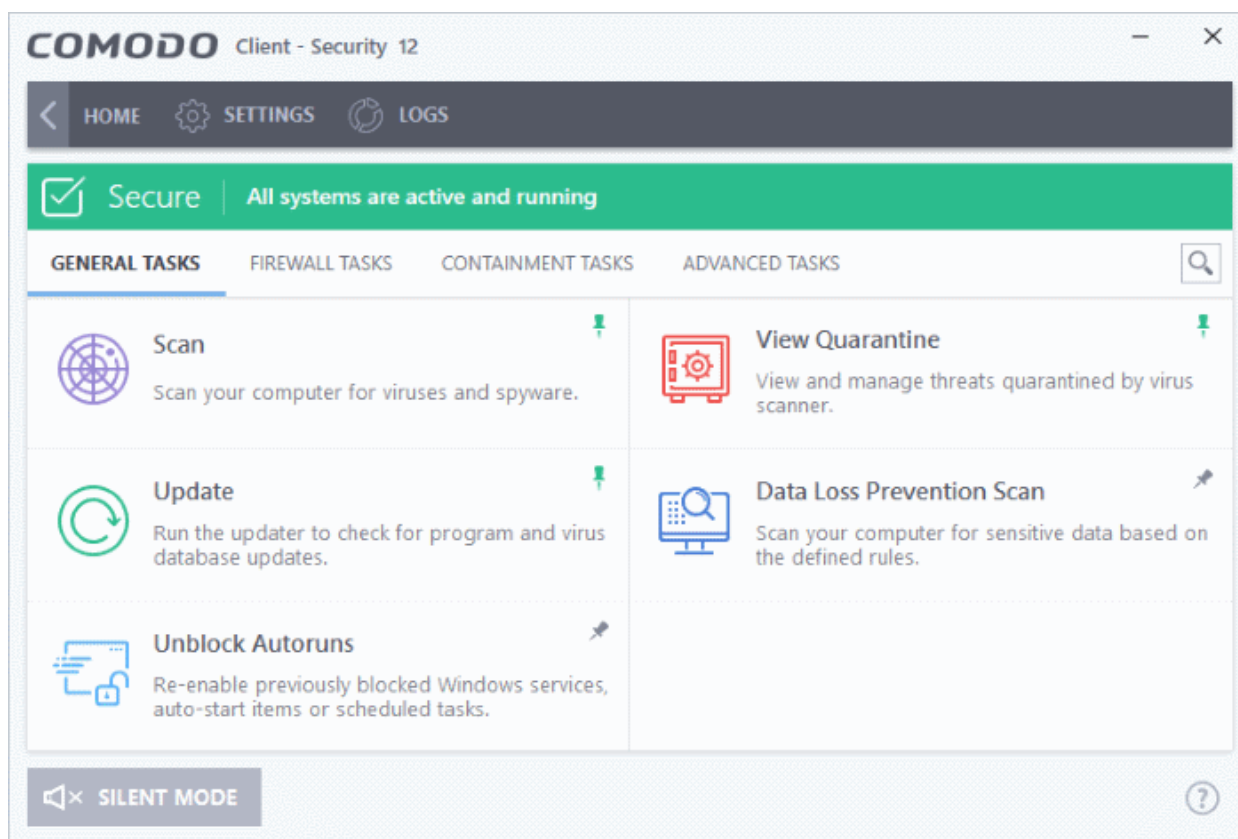 COMODO Client - Security 12
HOME SETTINGS LOGS
Secure All systems are active and running
GENERAL TASKS FIREWALL TASKS CONTAINMENT TASKS ADVANCED TASKS
Scan
Scan your computer for viruses and spyware.
View Quarantine
View and manage threats quarantined by virus
scanner.
Update
Run the updater to check for program and virus
database updates.
Data Loss Prevention Scan
Scan your computer for sensitive data based on
the defined rules.
Unblock Autoruns
Re-enable previously blocked Windows services,
auto-start items or scheduled tasks.
SILENT MODE
?